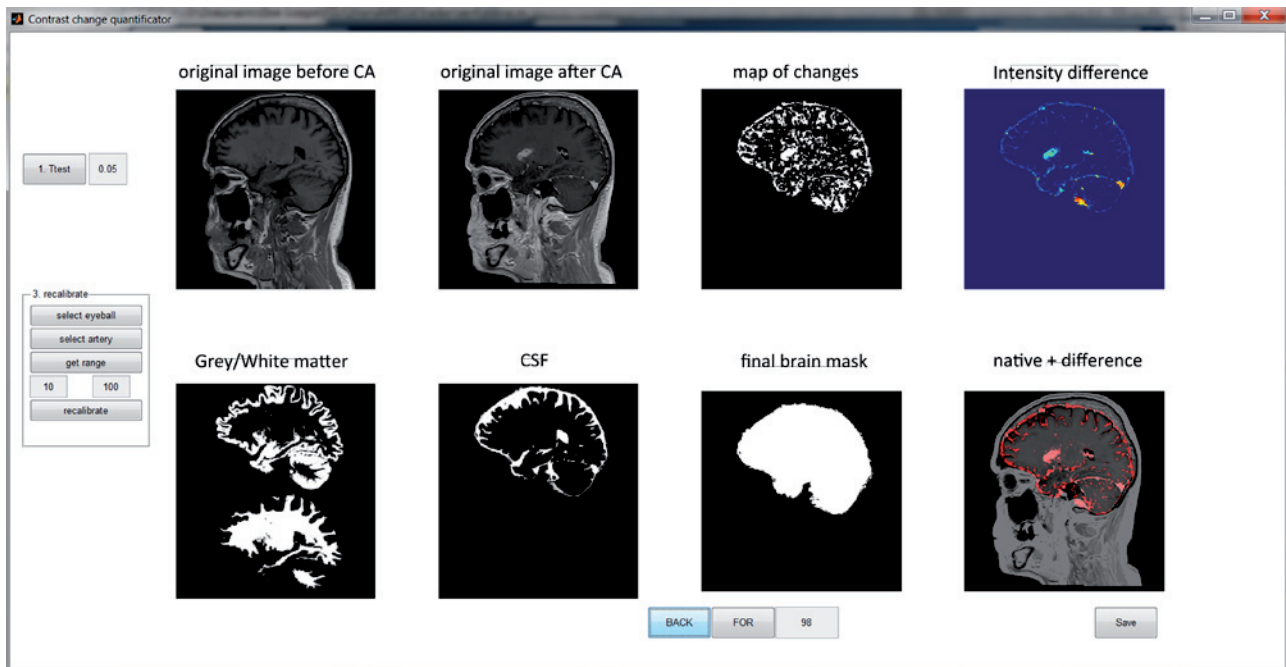 Contrast change quantificator
original image before CA
original image after CA
map of changes
Intensity difference
1. Ttest
0.05
3. recalibrate
select eyeball
select artery
get range
10
100
recalibrate
Grey/White matter
CSF
final brain mask
native + difference
BACK
FOR
98
Save